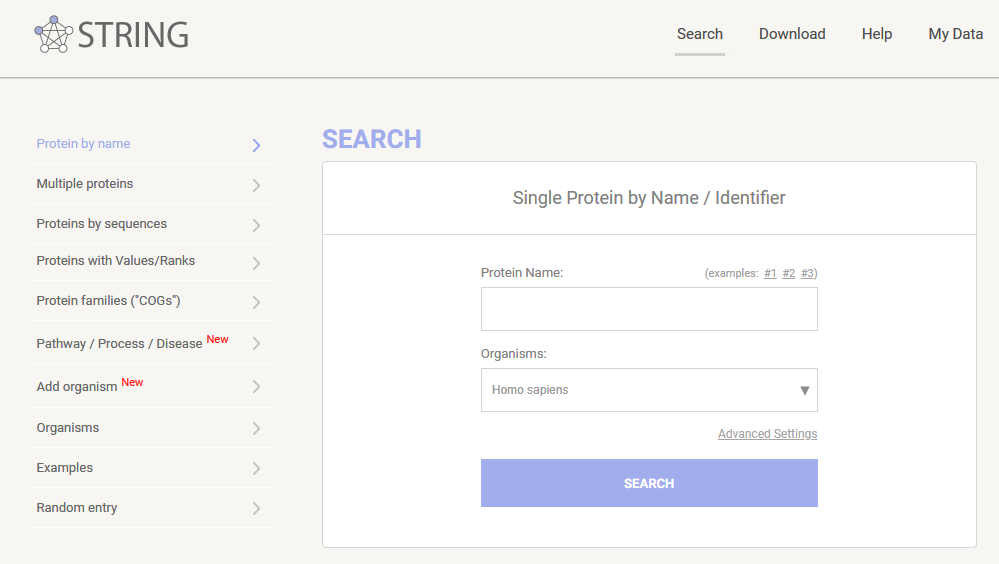 STRING
Search Download Help My Data
Protein by name
Multiple proteins
Proteins by sequences
Proteins with Values/Ranks
Protein families ("COGs")
Pathway / Process / Disease New
Add organism New
Organisms
Examples
Random entry
SEARCH
Single Protein by Name / Identifier
Protein Name: (examples: #1 #2 #3)
Organisms:
Homo sapiens
Advanced Settings
SEARCH